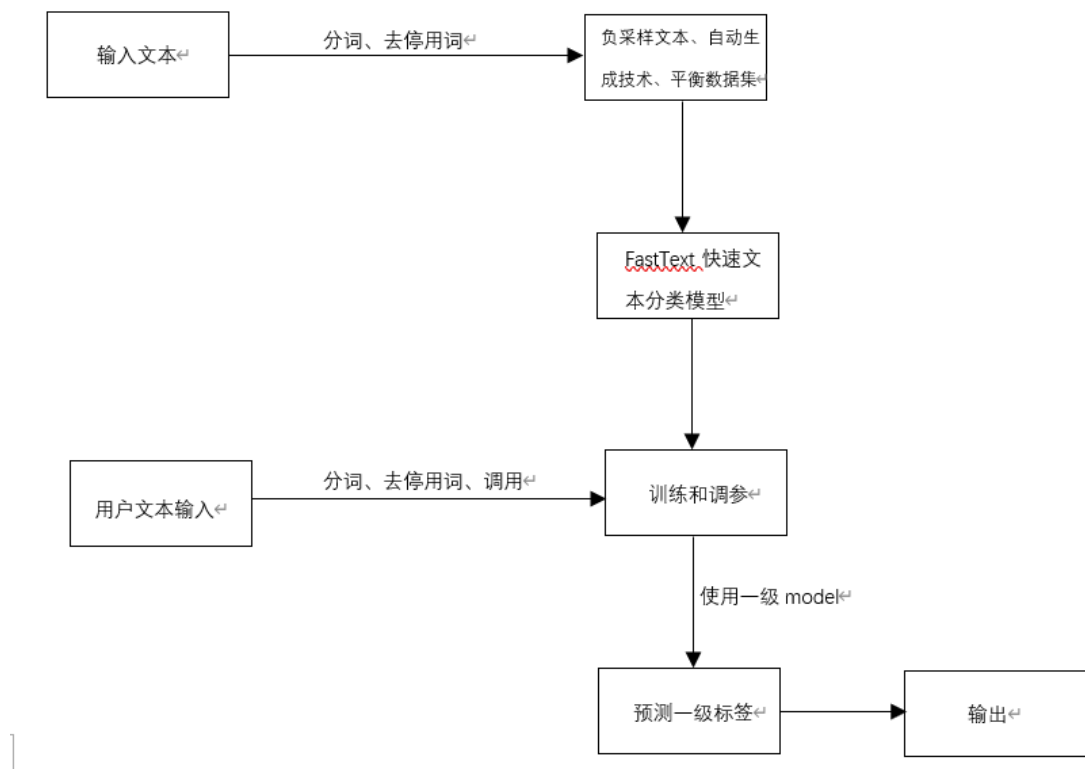 输入文本
分词、去停用词
负采样文本、自动生
成技术、平衡数据集
FastText 快速文
本分类模型
用户文本输入
分词、去停用词、调用
训练和调参
使用一级 model
预测一级标签
输出